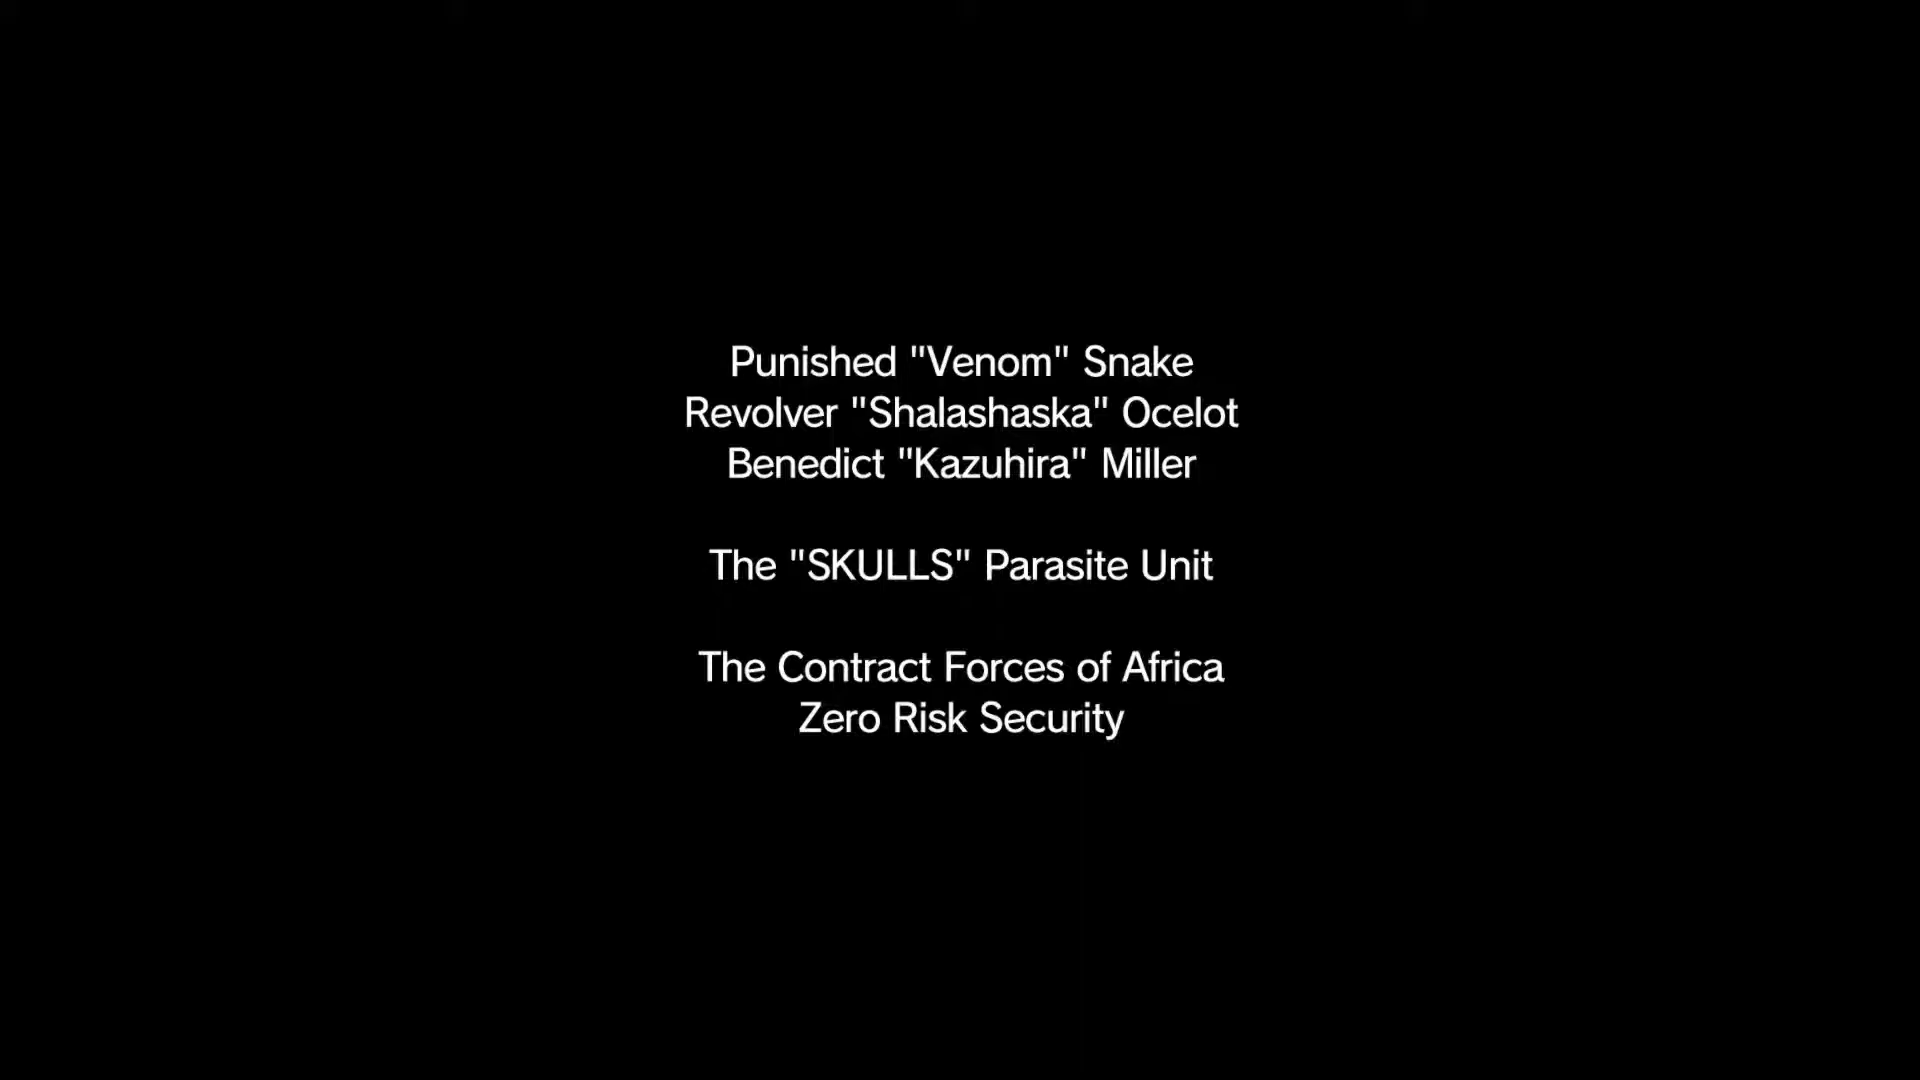 Punished "Venom" Snake
Revolver "Shalashaska" Ocelot
Benedict "Kazuhira" Miller
The "SKULLS" Parasite Unit
The Contract Forces of Africa
Zero Risk Security